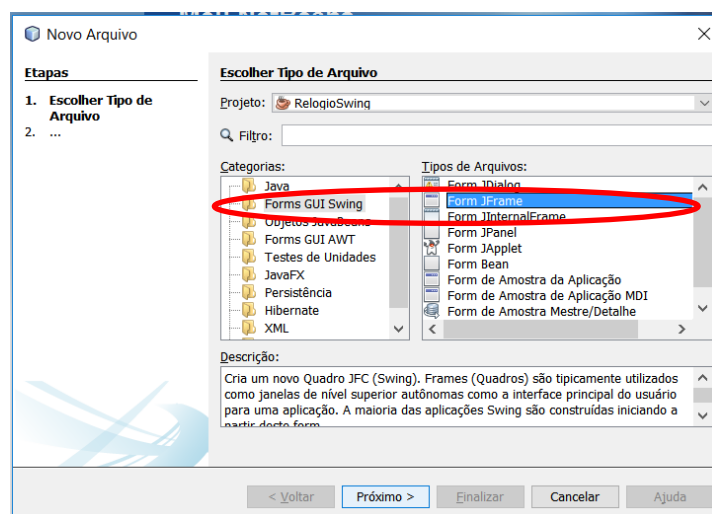 Novo Arquivo
Etapas
1. Escolher Tipo de
Arquivo
2. ...
Escolher Tipo de Arquivo
Projeto: RelogioSwing
Filtro:
Categorias:
Java
Forms GUI Swing
Objetos JavaBeans
Forms GUI AWT
Testes de Unidades
JavaFX
Persistência
Hibernate
XML
Tipos de Arquivos:
Form JDialog
Form JFrame
Form JInternalFrame
Form JPanel
Form JApplet
Form Bean
Form de Amostra da Aplicação
Form de Amostra de Aplicação MDI
Form de Amostra Mestre/Detalhe
Descrição:
Cria um novo Quadro JFC (Swing). Frames (Quadros) são tipicamente utilizados
como janelas de nível superior autônomas como a interface principal do usuário
para uma aplicação. A maioria das aplicações Swing são construídas iniciando a
partir deste form.
< Voltar Próximo > Finalizar Cancelar Ajuda